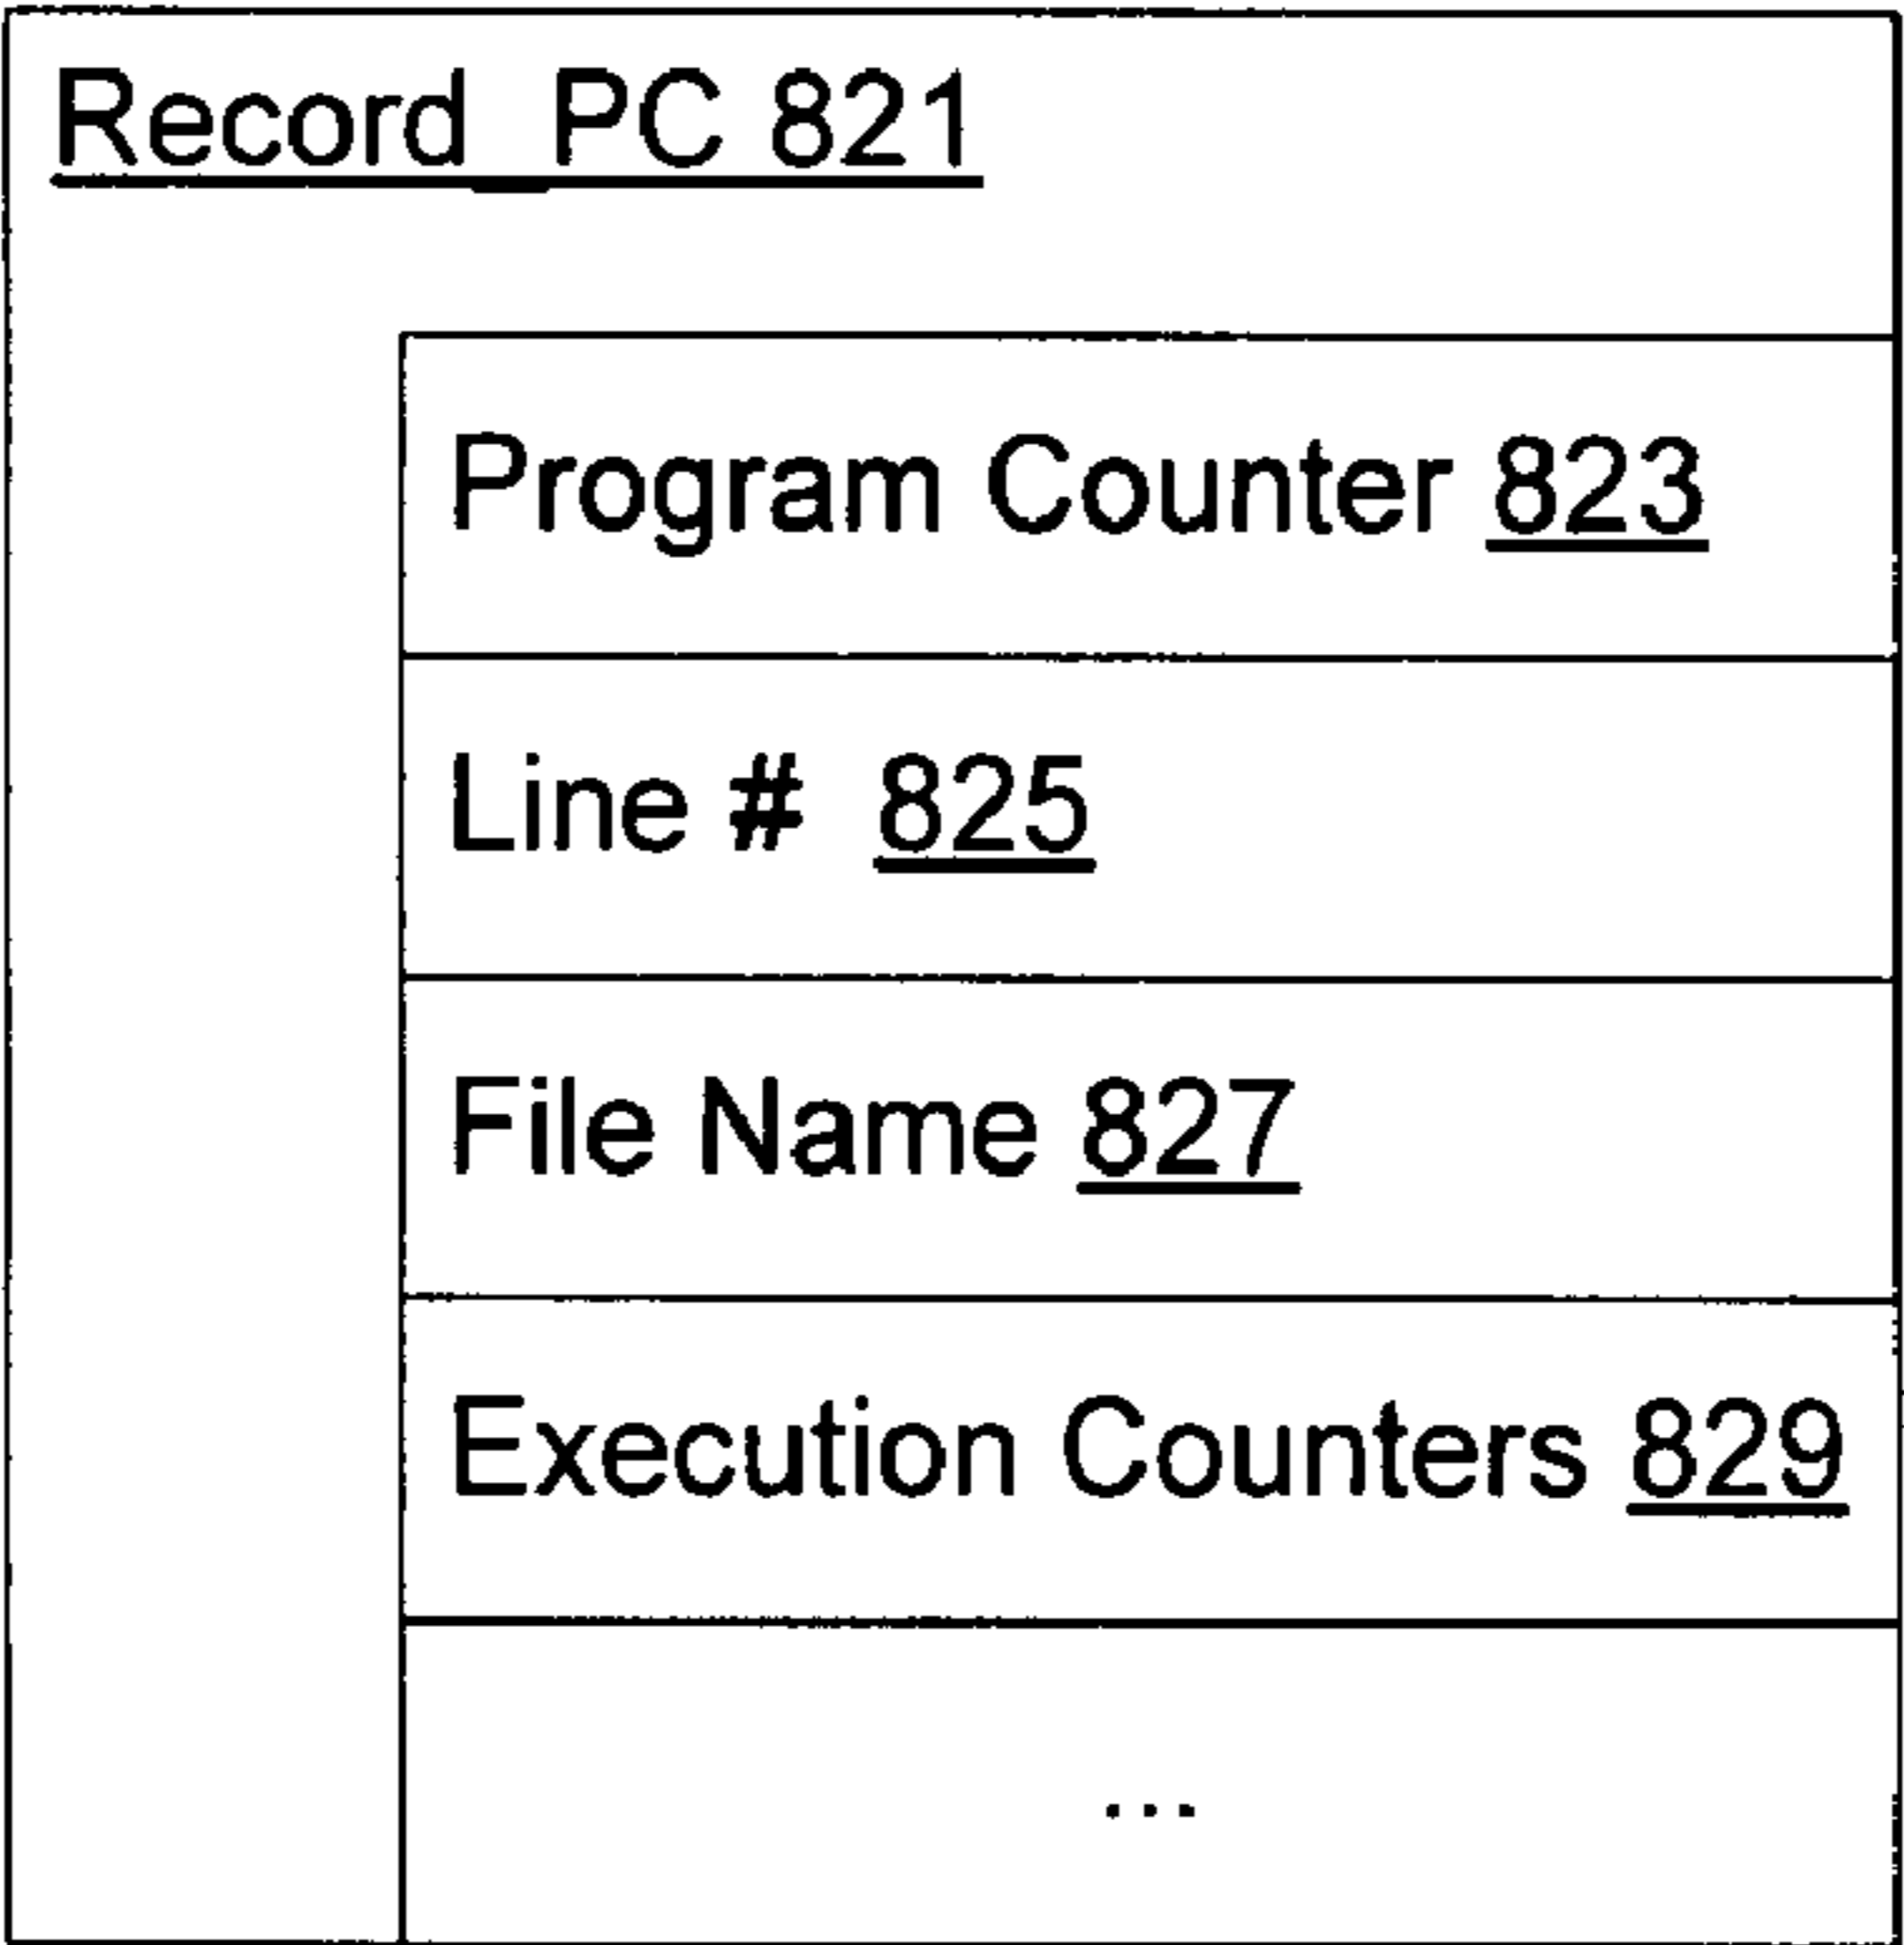 Record_PC 821
Program Counter 823
Line # 825
File Name 827
Execution Counters 829
...